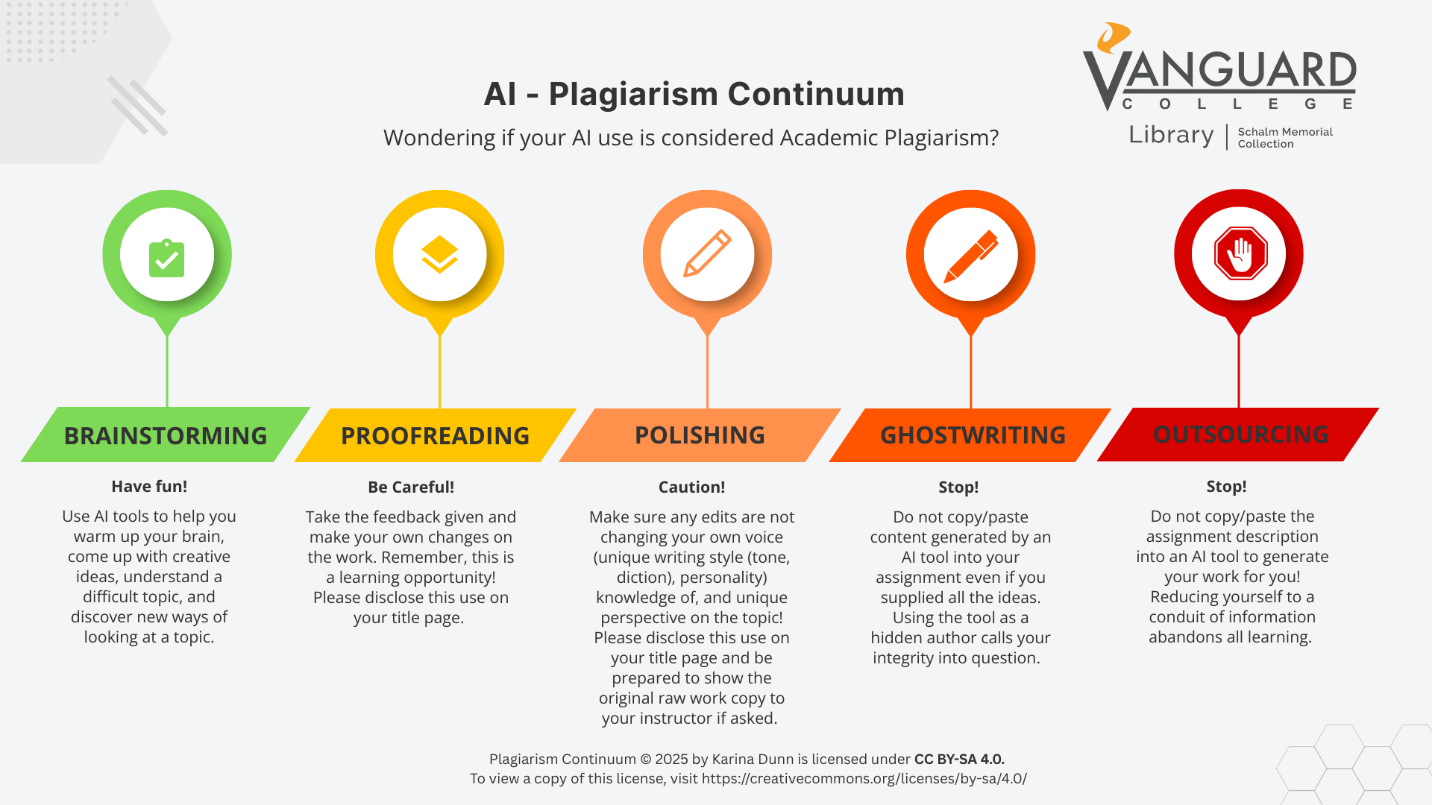 VANGUARD
COLLEGE
Library | Schalm Memorial
Collection
AI - Plagiarism Continuum
Wondering if your AI use is considered Academic Plagiarism?
BRAINSTORMING
Have fun!
Use AI tools to help you
warm up your brain,
come up with creative
ideas, understand a
difficult topic, and
discover new ways of
looking at a topic.
PROOFREADING
Be Careful!
Take the feedback given and
make your own changes on
the work. Remember, this is
a learning opportunity!
Please disclose this use on
your title page.
POLISHING
Caution!
Make sure any edits are not
changing your own voice
(unique writing style (tone,
diction), personality)
knowledge of, and unique
perspective on the topic!
Please disclose this use on
your title page and be
prepared to show the
original raw work copy to
your instructor if asked.
GHOSTWRITING
Stop!
Do not copy/paste
content generated by an
AI tool into your
assignment even if you
supplied all the ideas.
Using the tool as a
hidden author calls your
integrity into question.
OUTSOURCING
Stop!
Do not copy/paste the
assignment description
into an AI tool to generate
your work for you!
Reducing yourself to a
conduit of information
abandons all learning.
Plagiarism Continuum © 2025 by Karina Dunn is licensed under CC BY-SA 4.0.
To view a copy of this license, visit https://creativecommons.org/licenses/by-sa/4.0/